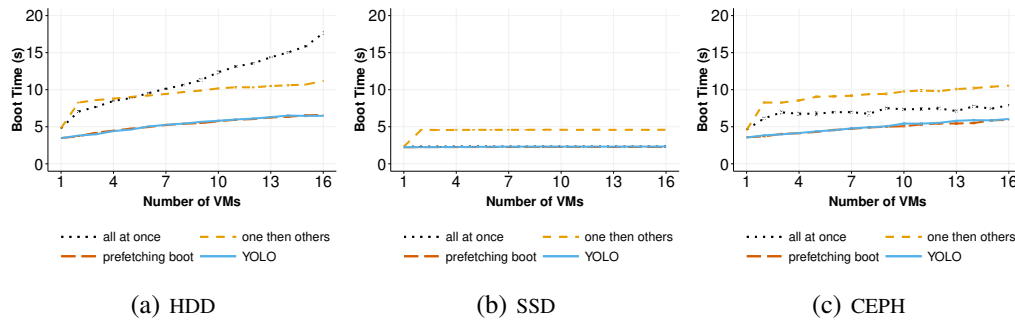 20
15
10
5
0
Boot Time (s)
1 4 7 10 13 16
Number of VMs
all at once
one then others
prefetching boot
YOLO
(a) HDD
20
15
10
5
0
Boot Time (s)
1 4 7 10 13 16
Number of VMs
all at once
one then others
prefetching boot
YOLO
(b) SSD
20
15
10
5
0
Boot Time (s)
1 4 7 10 13 16
Number of VMs
all at once
one then others
prefetching boot
YOLO
(c) CEPH